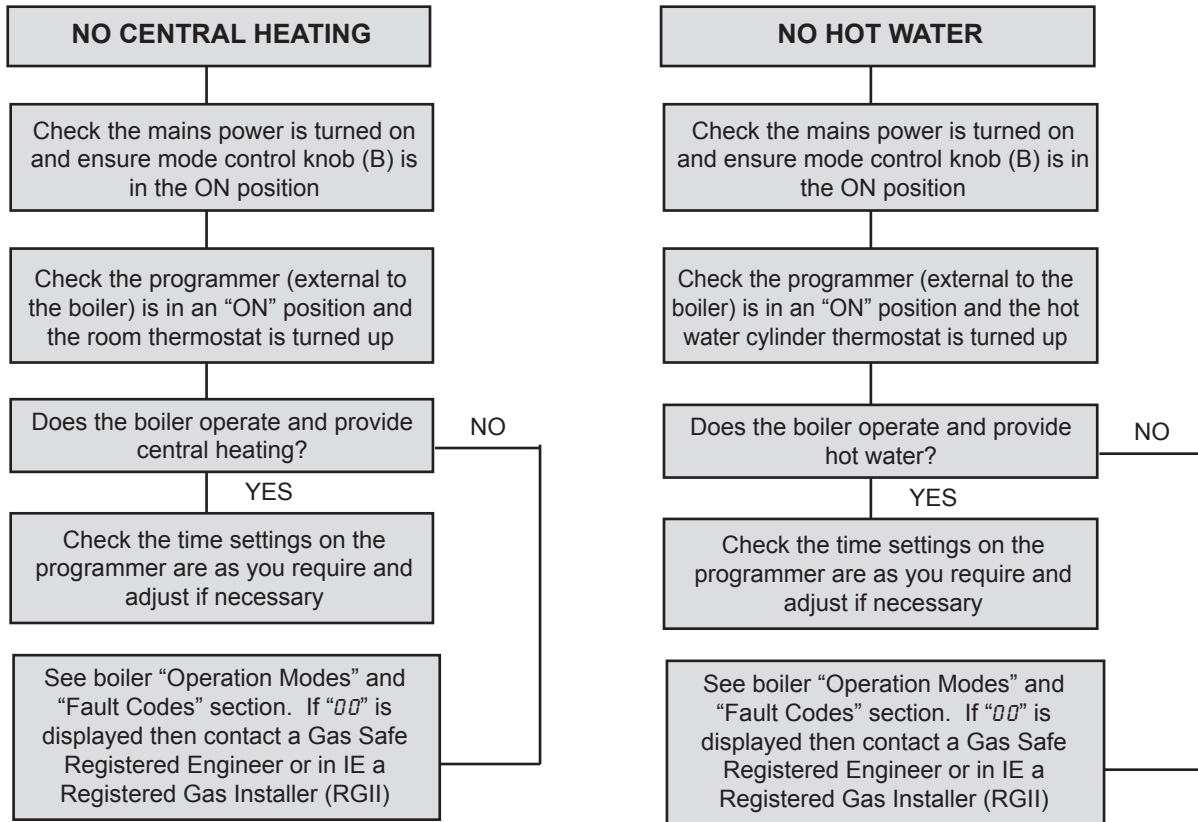 NO CENTRAL HEATING
Check the mains power is turned on
and ensure mode control knob (B) is
in the ON position
Check the programmer (external to
the boiler) is in an “ON” position and
the room thermostat is turned up
Does the boiler operate and provide
central heating?
NO
YES
Check the time settings on the
programmer are as you require and
adjust if necessary
See boiler “Operation Modes” and
“Fault Codes” section. If “00” is
displayed then contact a Gas Safe
Registered Engineer or in IE a
Registered Gas Installer (RGII)
NO HOT WATER
Check the mains power is turned on
and ensure mode control knob (B) is in
the ON position
Check the programmer (external to the
boiler) is in an “ON” position and the hot
water cylinder thermostat is turned up
Does the boiler operate and provide
hot water?
NO
YES
Check the time settings on the
programmer are as you require and
adjust if necessary
See boiler “Operation Modes” and
“Fault Codes” section. If “00” is
displayed then contact a Gas Safe
Registered Engineer or in IE a
Registered Gas Installer (RGII)